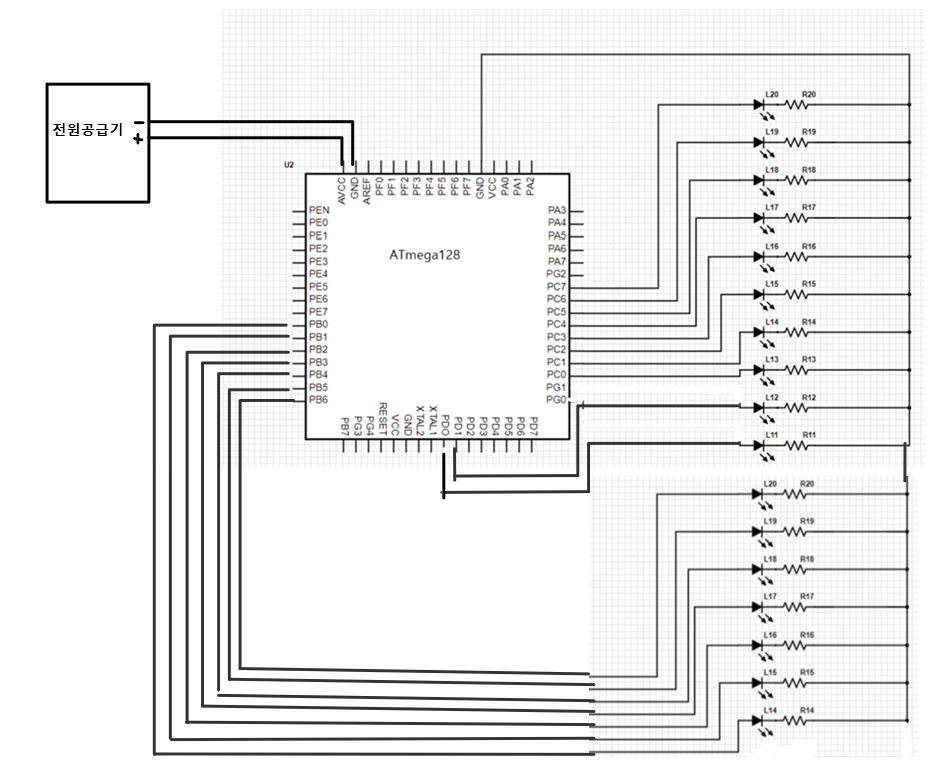 전원공급기
−
+
U2
AVCC
GND
AREF
PF0
PF1
PF2
PF3
PF4
PF5
PF6
PF7
GND
VCC
PA0
PA1
PA2
ATmega128
PEN
PE0
PE1
PE2
PE3
PE4
PE5
PE6
PE7
PB0
PB1
PB2
PB3
PB4
PB5
PB6
PA3
PA4
PA5
PA6
PA7
PG2
PC7
PC6
PC5
PC4
PC3
PC2
PC1
PC0
PG1
PG0
PB7
PG3
PG4
RESET
VCC
GND
XTAL2
XTAL1
PD0
PD1
PD2
PD3
PD4
PD5
PD6
PD7
L20 R20
L19 R19
L18 R18
L17 R17
L16 R16
L15 R15
L14 R14
L13 R13
L12 R12
L11 R11
L20 R20
L19 R19
L18 R18
L17 R17
L16 R16
L15 R15
L14 R14